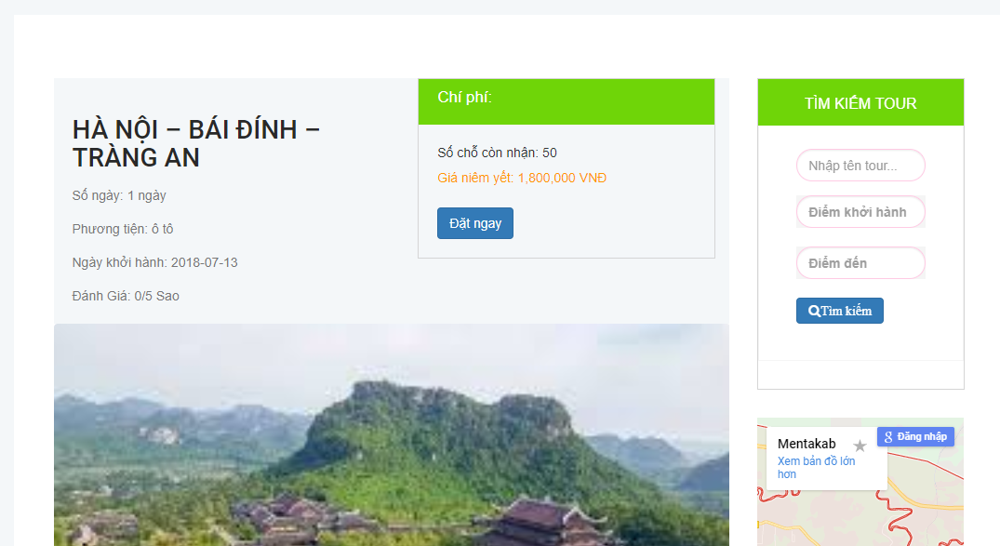 HÀ NỘI – BÁI ĐÍNH –
TRÀNG AN
Số ngày: 1 ngày
Phương tiện: ô tô
Ngày khởi hành: 2018-07-13
Đánh Giá: 0/5 Sao
Chí phí:
Số chỗ còn nhận: 50
Giá niêm yết: 1,800,000 VNĐ
Đặt ngay
TÌM KIẾM TOUR
Nhập tên tour...
Điểm khởi hành
Điểm đến
Tìm kiếm
Mentakab
Xem bản đồ lớn
hơn
Đăng nhập